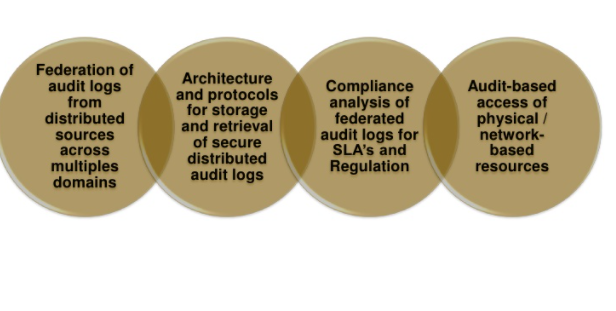 Federation of
audit logs
from
distributed
sources
across
multiples
domains
Architecture
and protocols
for storage
and retrieval
of secure
distributed
audit logs
Compliance
analysis of
federated
audit logs for
SLA's and
Regulation
Audit-based
access of
physical /
network-
based
resources